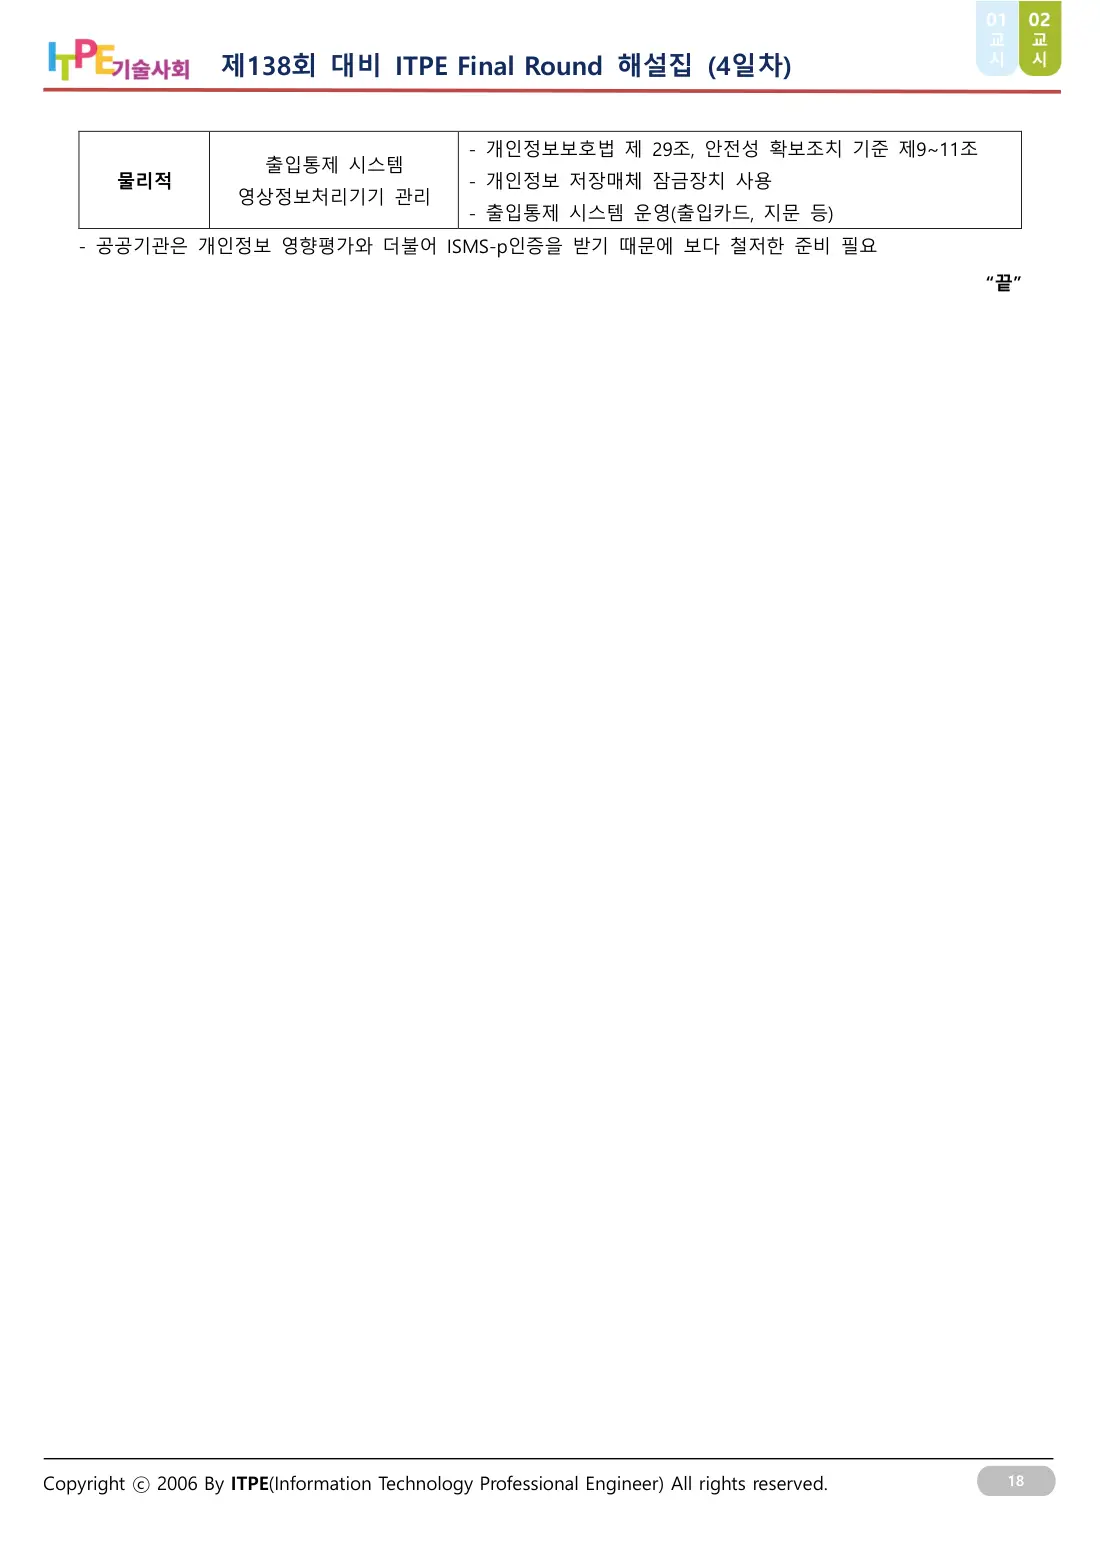 01
교
시
02
교
시
ITPE기술사회
제138회 대비 ITPE Final Round 해설집 (4일차)
물리적
출입통제 시스템
영상정보처리기기 관리
- 개인정보보호법 제 29조, 안전성 확보조치 기준 제9~11조
- 개인정보 저장매체 잠금장치 사용
- 출입통제 시스템 운영(출입카드, 지문 등)
- 공공기관은 개인정보 영향평가와 더불어 ISMS-p인증을 받기 때문에 보다 철저한 준비 필요
“끝”
Copyright ⓒ 2006 By ITPE(Information Technology Professional Engineer) All rights reserved.
18